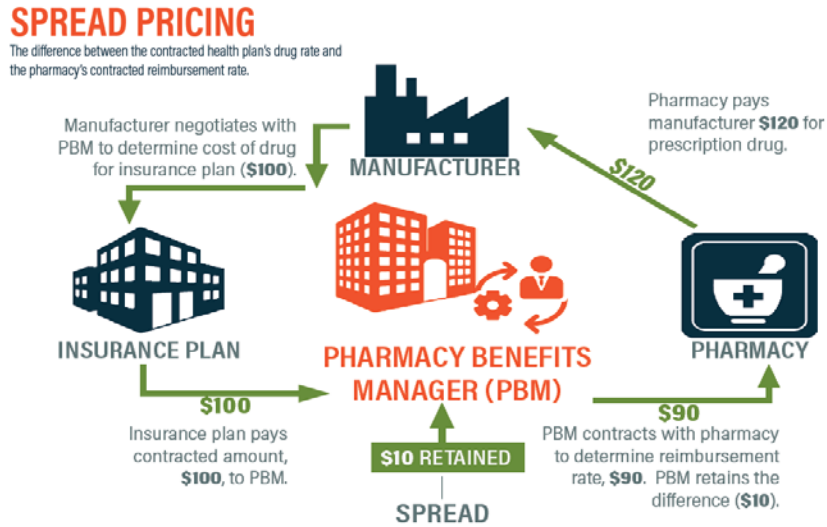 SPREAD PRICING
The difference between the contracted health plan's drug rate and
the pharmacy's contracted reimbursement rate.
Manufacturer negotiates with
PBM to determine cost of drug
for insurance plan ($100).
MANUFACTURER
Pharmacy pays
manufacturer $120 for
prescription drug.
$120
INSURANCE PLAN
PHARMACY BENEFITS
MANAGER (PBM)
PHARMACY
$100
Insurance plan pays
contracted amount,
$100, to PBM.
$10 RETAINED
SPREAD
$90
PBM contracts with pharmacy
to determine reimbursement
rate, $90. PBM retains the
difference ($10).